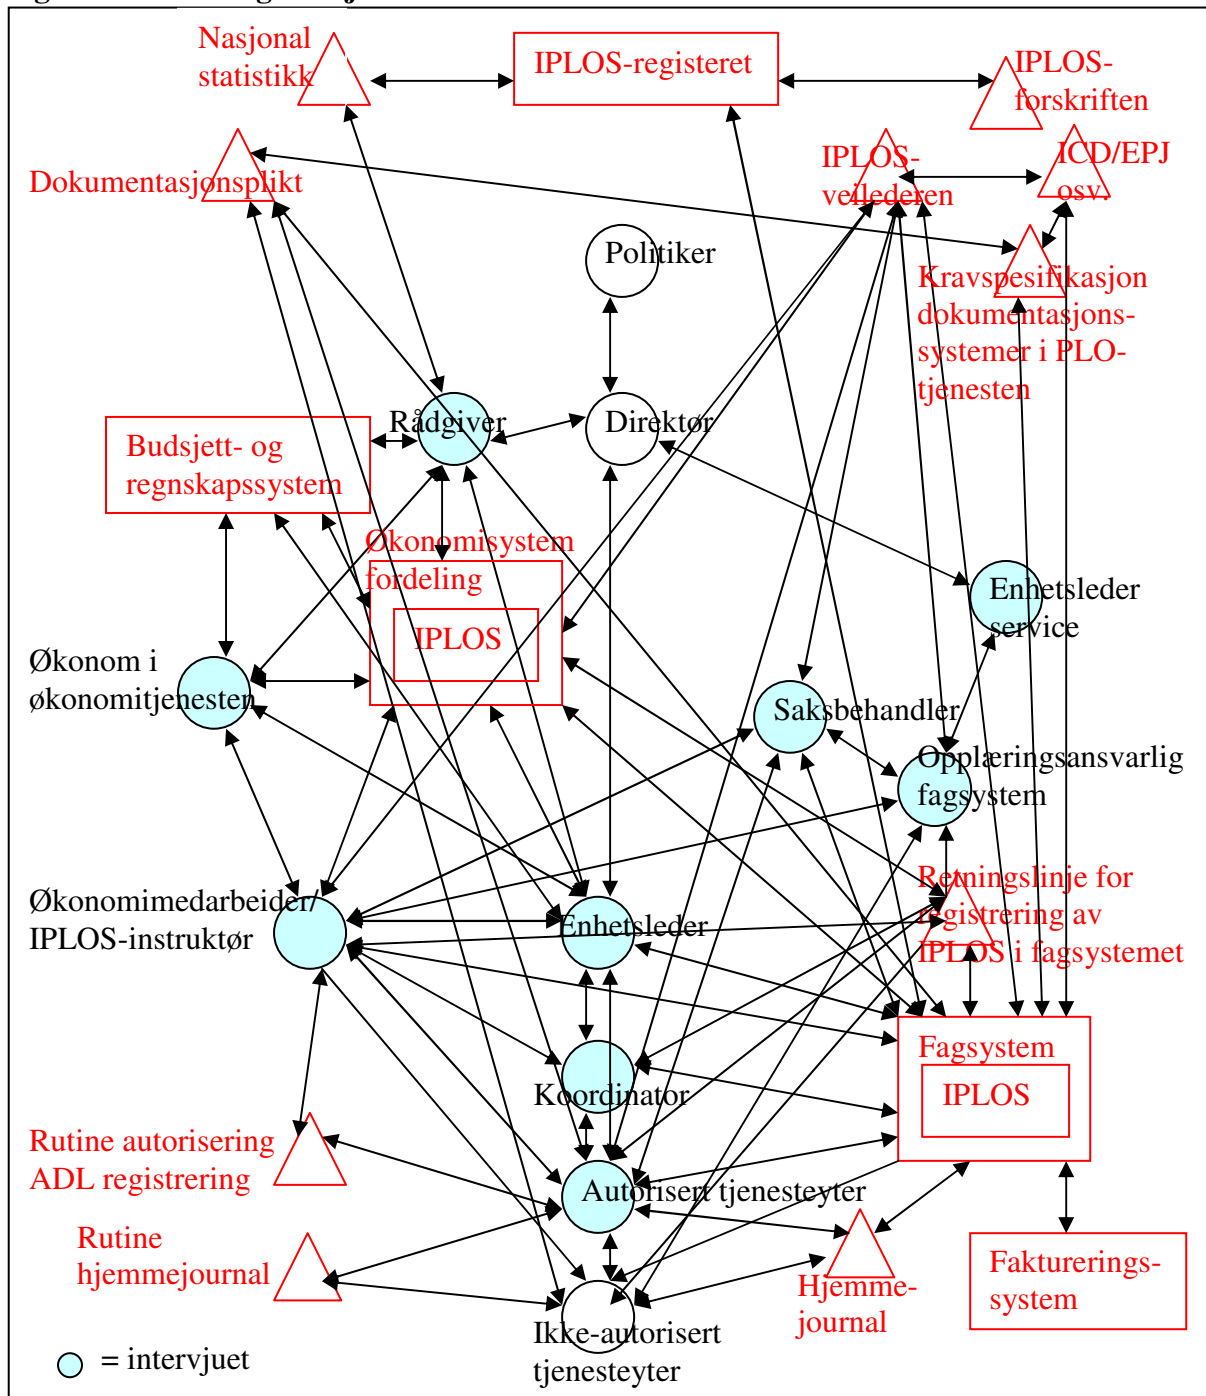 Nasjonal
statistikk
IPLOS-registeret
IPLOS-
forskriften
Dokumentasjonsplikt
IPLOS-
veilederen
ICD/EPJ
osv.
Politiker
Kravspesifikasjon
dokumentasjons-
systemer i PLO-
tjenesten
Rådgiver
Direktør
Budsjett- og
regnskapssystem
Økonomisystem
fordeling
IPLOS
Enhetsleder
service
Økonom i
økonomitjenesten
Saksbehandler
Opplæringsansvarlig
fagsystem
Økonomimedarbeider/
IPLOS-instruktør
Enhetsleder
Retningslinje for
registrering av
IPLOS i fagsystemet
Fagsystem
IPLOS
Koordinator
Rutine autorisering
ADL registrering
Autorisert tjenesteyter
Rutine
hjemmejournal
Hjemme-
journal
Fakturerings-
system
Ikke-autorisert
tjenesteyter
= intervjuet